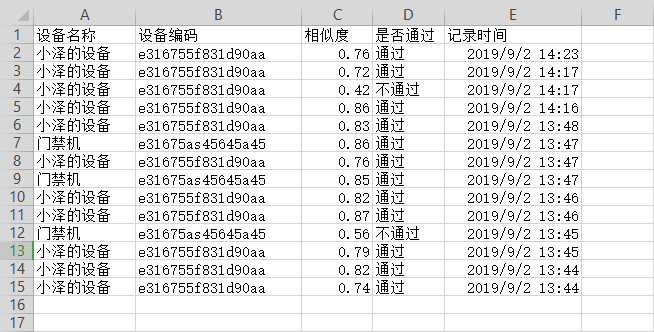 A B C D E F
1 设备名称 设备编码 相似度 是否通过 记录时间
2 小泽的设备 e316755f831d90aa 0.76 通过 2019/9/2 14:23
3 小泽的设备 e316755f831d90aa 0.72 通过 2019/9/2 14:17
4 小泽的设备 e316755f831d90aa 0.42 不通过 2019/9/2 14:17
5 小泽的设备 e316755f831d90aa 0.86 通过 2019/9/2 14:16
6 小泽的设备 e316755f831d90aa 0.83 通过 2019/9/2 13:48
7 门禁机 e31675as45645a45 0.86 通过 2019/9/2 13:47
8 小泽的设备 e316755f831d90aa 0.76 通过 2019/9/2 13:47
9 门禁机 e31675as45645a45 0.85 通过 2019/9/2 13:47
10 小泽的设备 e316755f831d90aa 0.82 通过 2019/9/2 13:46
11 小泽的设备 e316755f831d90aa 0.87 通过 2019/9/2 13:46
12 门禁机 e31675as45645a45 0.56 不通过 2019/9/2 13:45
13 小泽的设备 e316755f831d90aa 0.79 通过 2019/9/2 13:45
14 小泽的设备 e316755f831d90aa 0.82 通过 2019/9/2 13:44
15 小泽的设备 e316755f831d90aa 0.74 通过 2019/9/2 13:44
16
17